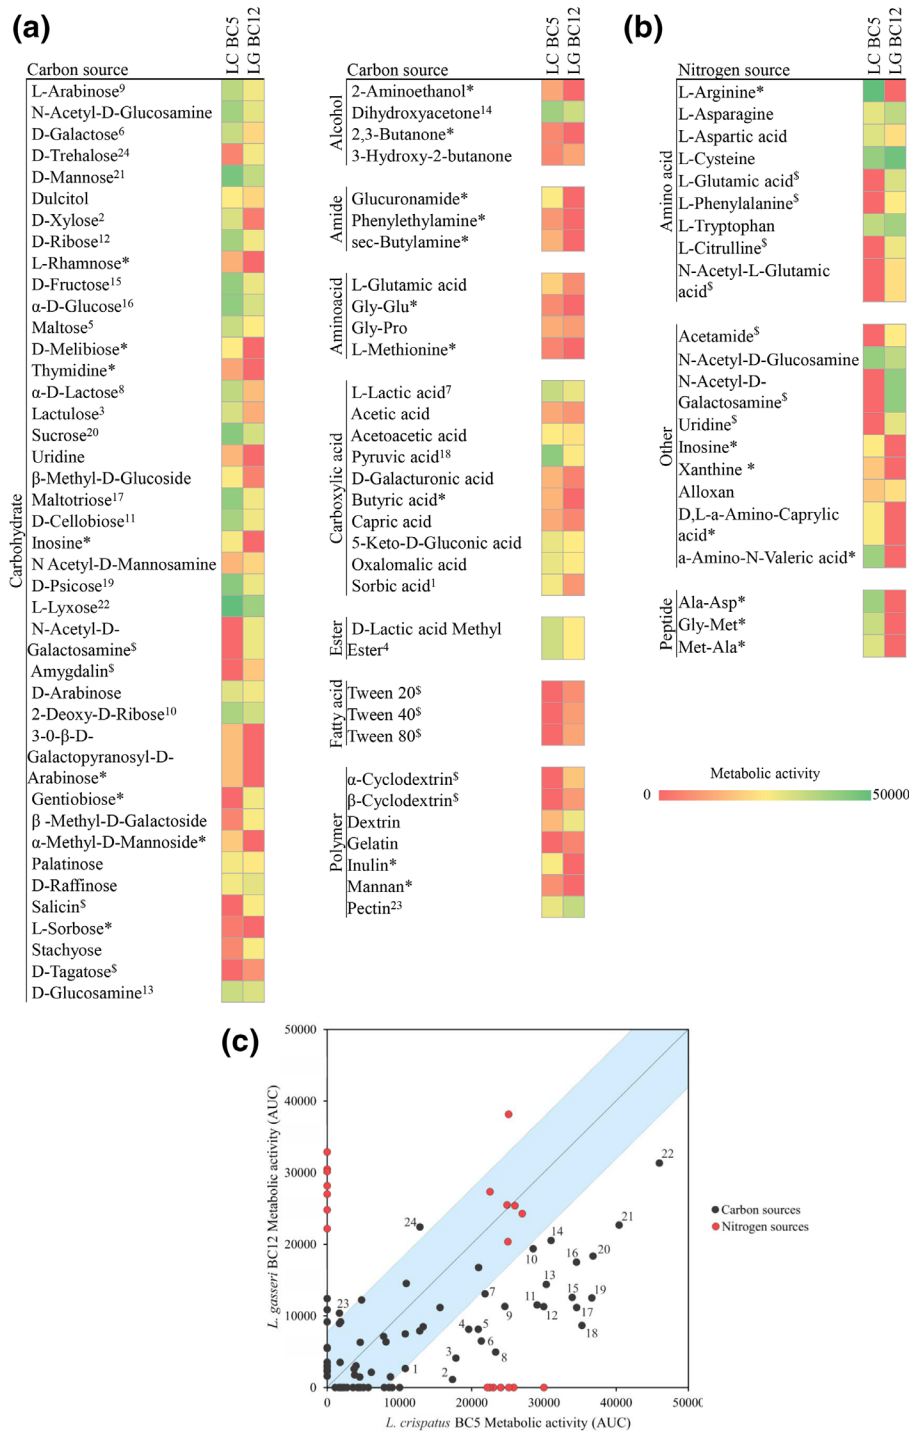 (a)
LC BC5
LG BC12
Carbon source
Carbohydrate
L-Arabinose⁹
N-Acetyl-D-Glucosamine
D-Galactose⁶
D-Trehalose²⁴
D-Mannose²¹
Dulcitol
D-Xylose²
D-Ribose¹²
L-Rhamnose*
D-Fructose¹⁵
α-D-Glucose¹⁶
Maltose⁵
D-Melibiose*
Thymidine*
α-D-Lactose⁸
Lactulose³
Sucrose²⁰
Uridine
β-Methyl-D-Glucoside
Maltotriose¹⁷
D-Cellobiose¹¹
Inosine*
N Acetyl-D-Mannosamine
D-Psicose¹⁹
L-Lyxose²²
N-Acetyl-D-
Galactosamine$
Amygdalin$
D-Arabinose
2-Deoxy-D-Ribose¹⁰
3-0-β-D-
Galactopyranosyl-D-
Arabinose*
Gentiobiose*
β -Methyl-D-Galactoside
α-Methyl-D-Mannoside*
Palatinose
D-Raffinose
Salicin$
L-Sorbose*
Stachyose
D-Tagatose$
D-Glucosamine¹³
LC BC5
LG BC12
Carbon source
Alcohol
2-Aminoethanol*
Dihydroxyacetone¹⁴
2,3-Butanone*
3-Hydroxy-2-butanone
Amide
Glucuronamide*
Phenylethylamine*
sec-Butylamine*
Aminoacid
L-Glutamic acid
Gly-Glu*
Gly-Pro
L-Methionine*
Carboxylic acid
L-Lactic acid⁷
Acetic acid
Acetoacetic acid
Pyruvic acid¹⁸
D-Galacturonic acid
Butyric acid*
Capric acid
5-Keto-D-Gluconic acid
Oxalomalic acid
Sorbic acid¹
Ester
D-Lactic acid Methyl
Ester⁴
Fatty acid
Tween 20$
Tween 40$
Tween 80$
Polymer
α-Cyclodextrin$
β-Cyclodextrin$
Dextrin
Gelatin
Inulin*
Mannan*
Pectin²³
(b)
LC BC5
LG BC12
Nitrogen source
Amino acid
L-Arginine*
L-Asparagine
L-Aspartic acid
L-Cysteine
L-Glutamic acid$
L-Phenylalanine$
L-Tryptophan
L-Citrulline$
N-Acetyl-L-Glutamic
acid$
Other
Acetamide$
N-Acetyl-D-Glucosamine
N-Acetyl-D-
Galactosamine$
Uridine$
Inosine*
Xanthine *
Alloxan
D,L-a-Amino-Caprylic
acid*
a-Amino-N-Valeric acid*
Peptide
Ala-Asp*
Gly-Met*
Met-Ala*
Metabolic activity
0
50000
(c)
L. gasseri BC12 Metabolic activity (AUC)
50000
40000
30000
20000
10000
0
22
24
21
14
10
16
20
13
23
7
11
15
19
9
12
17
4
5
18
6
3
8
1
2
0
10000
20000
30000
40000
50000
L. crispatus BC5 Metabolic activity (AUC)
Carbon sources
Nitrogen sources